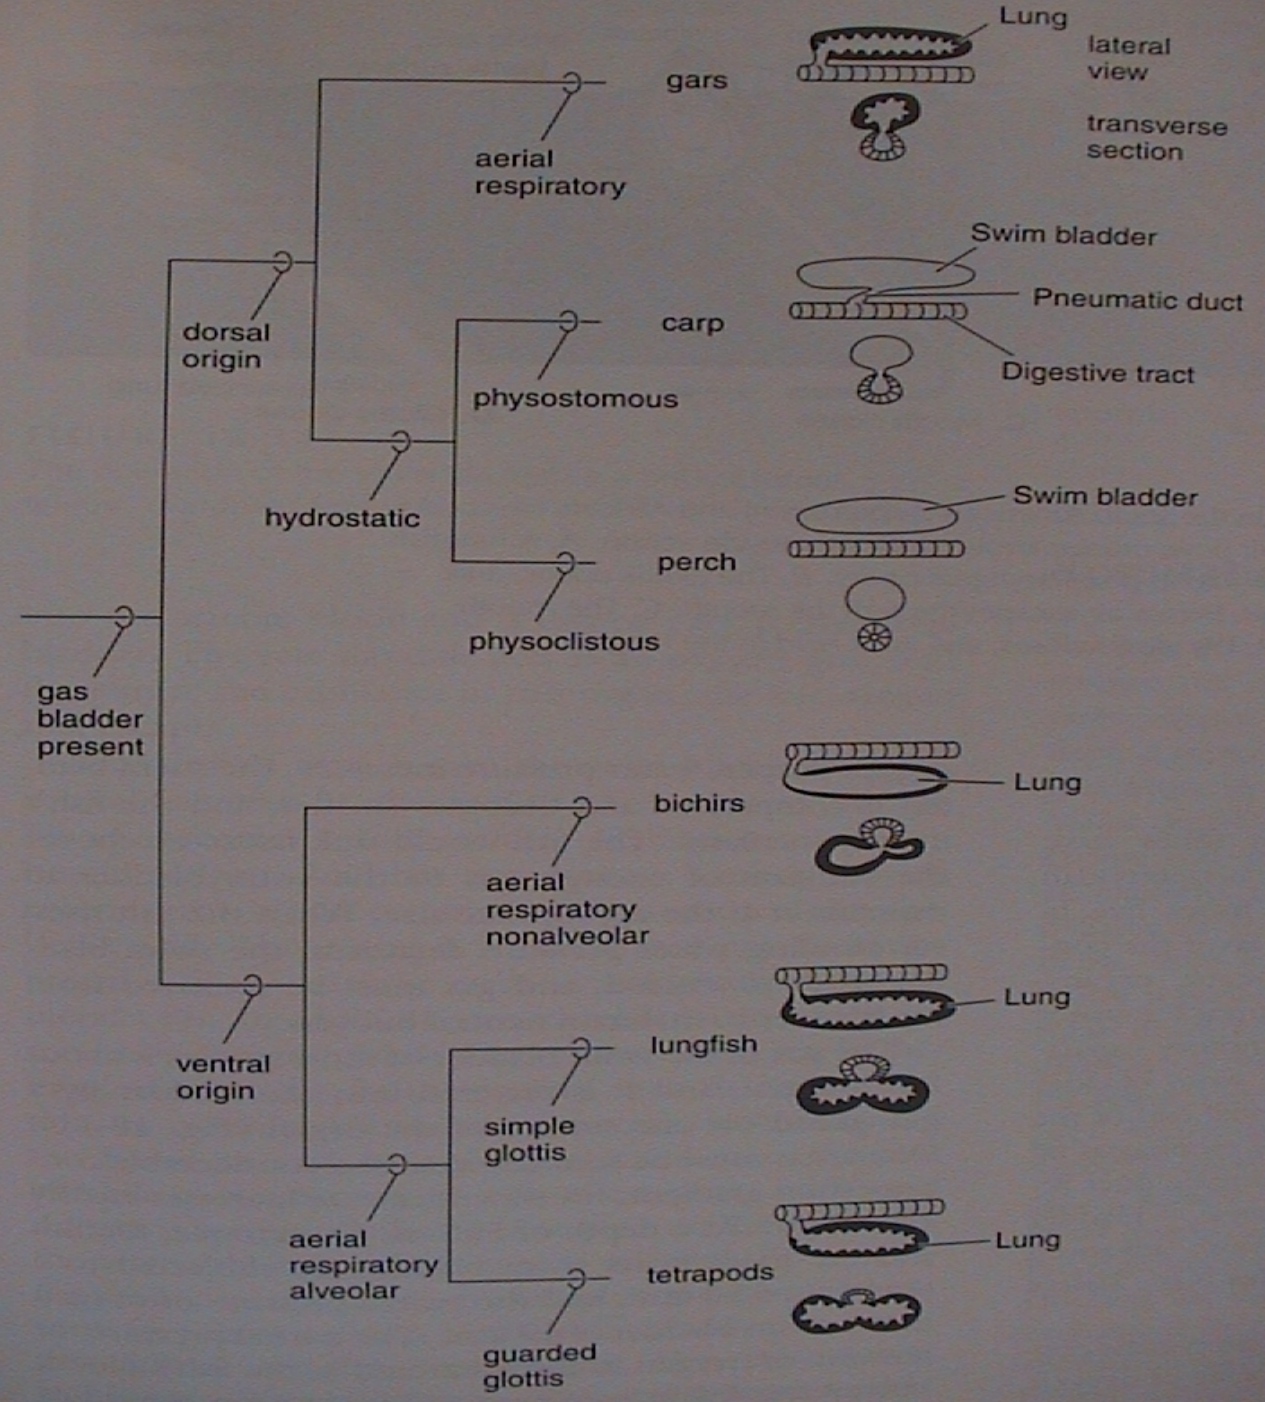 Lung
lateral
view
gars
transverse
section
aerial
respiratory
Swim bladder
Pneumatic duct
dorsal
origin
carp
Digestive tract
physostomous
Swim bladder
hydrostatic
perch
physoclistous
gas
bladder
present
Lung
bichirs
aerial
respiratory
nonalveolar
Lung
lungfish
ventral
origin
simple
glottis
aerial
respiratory
alveolar
Lung
tetrapods
guarded
glottis